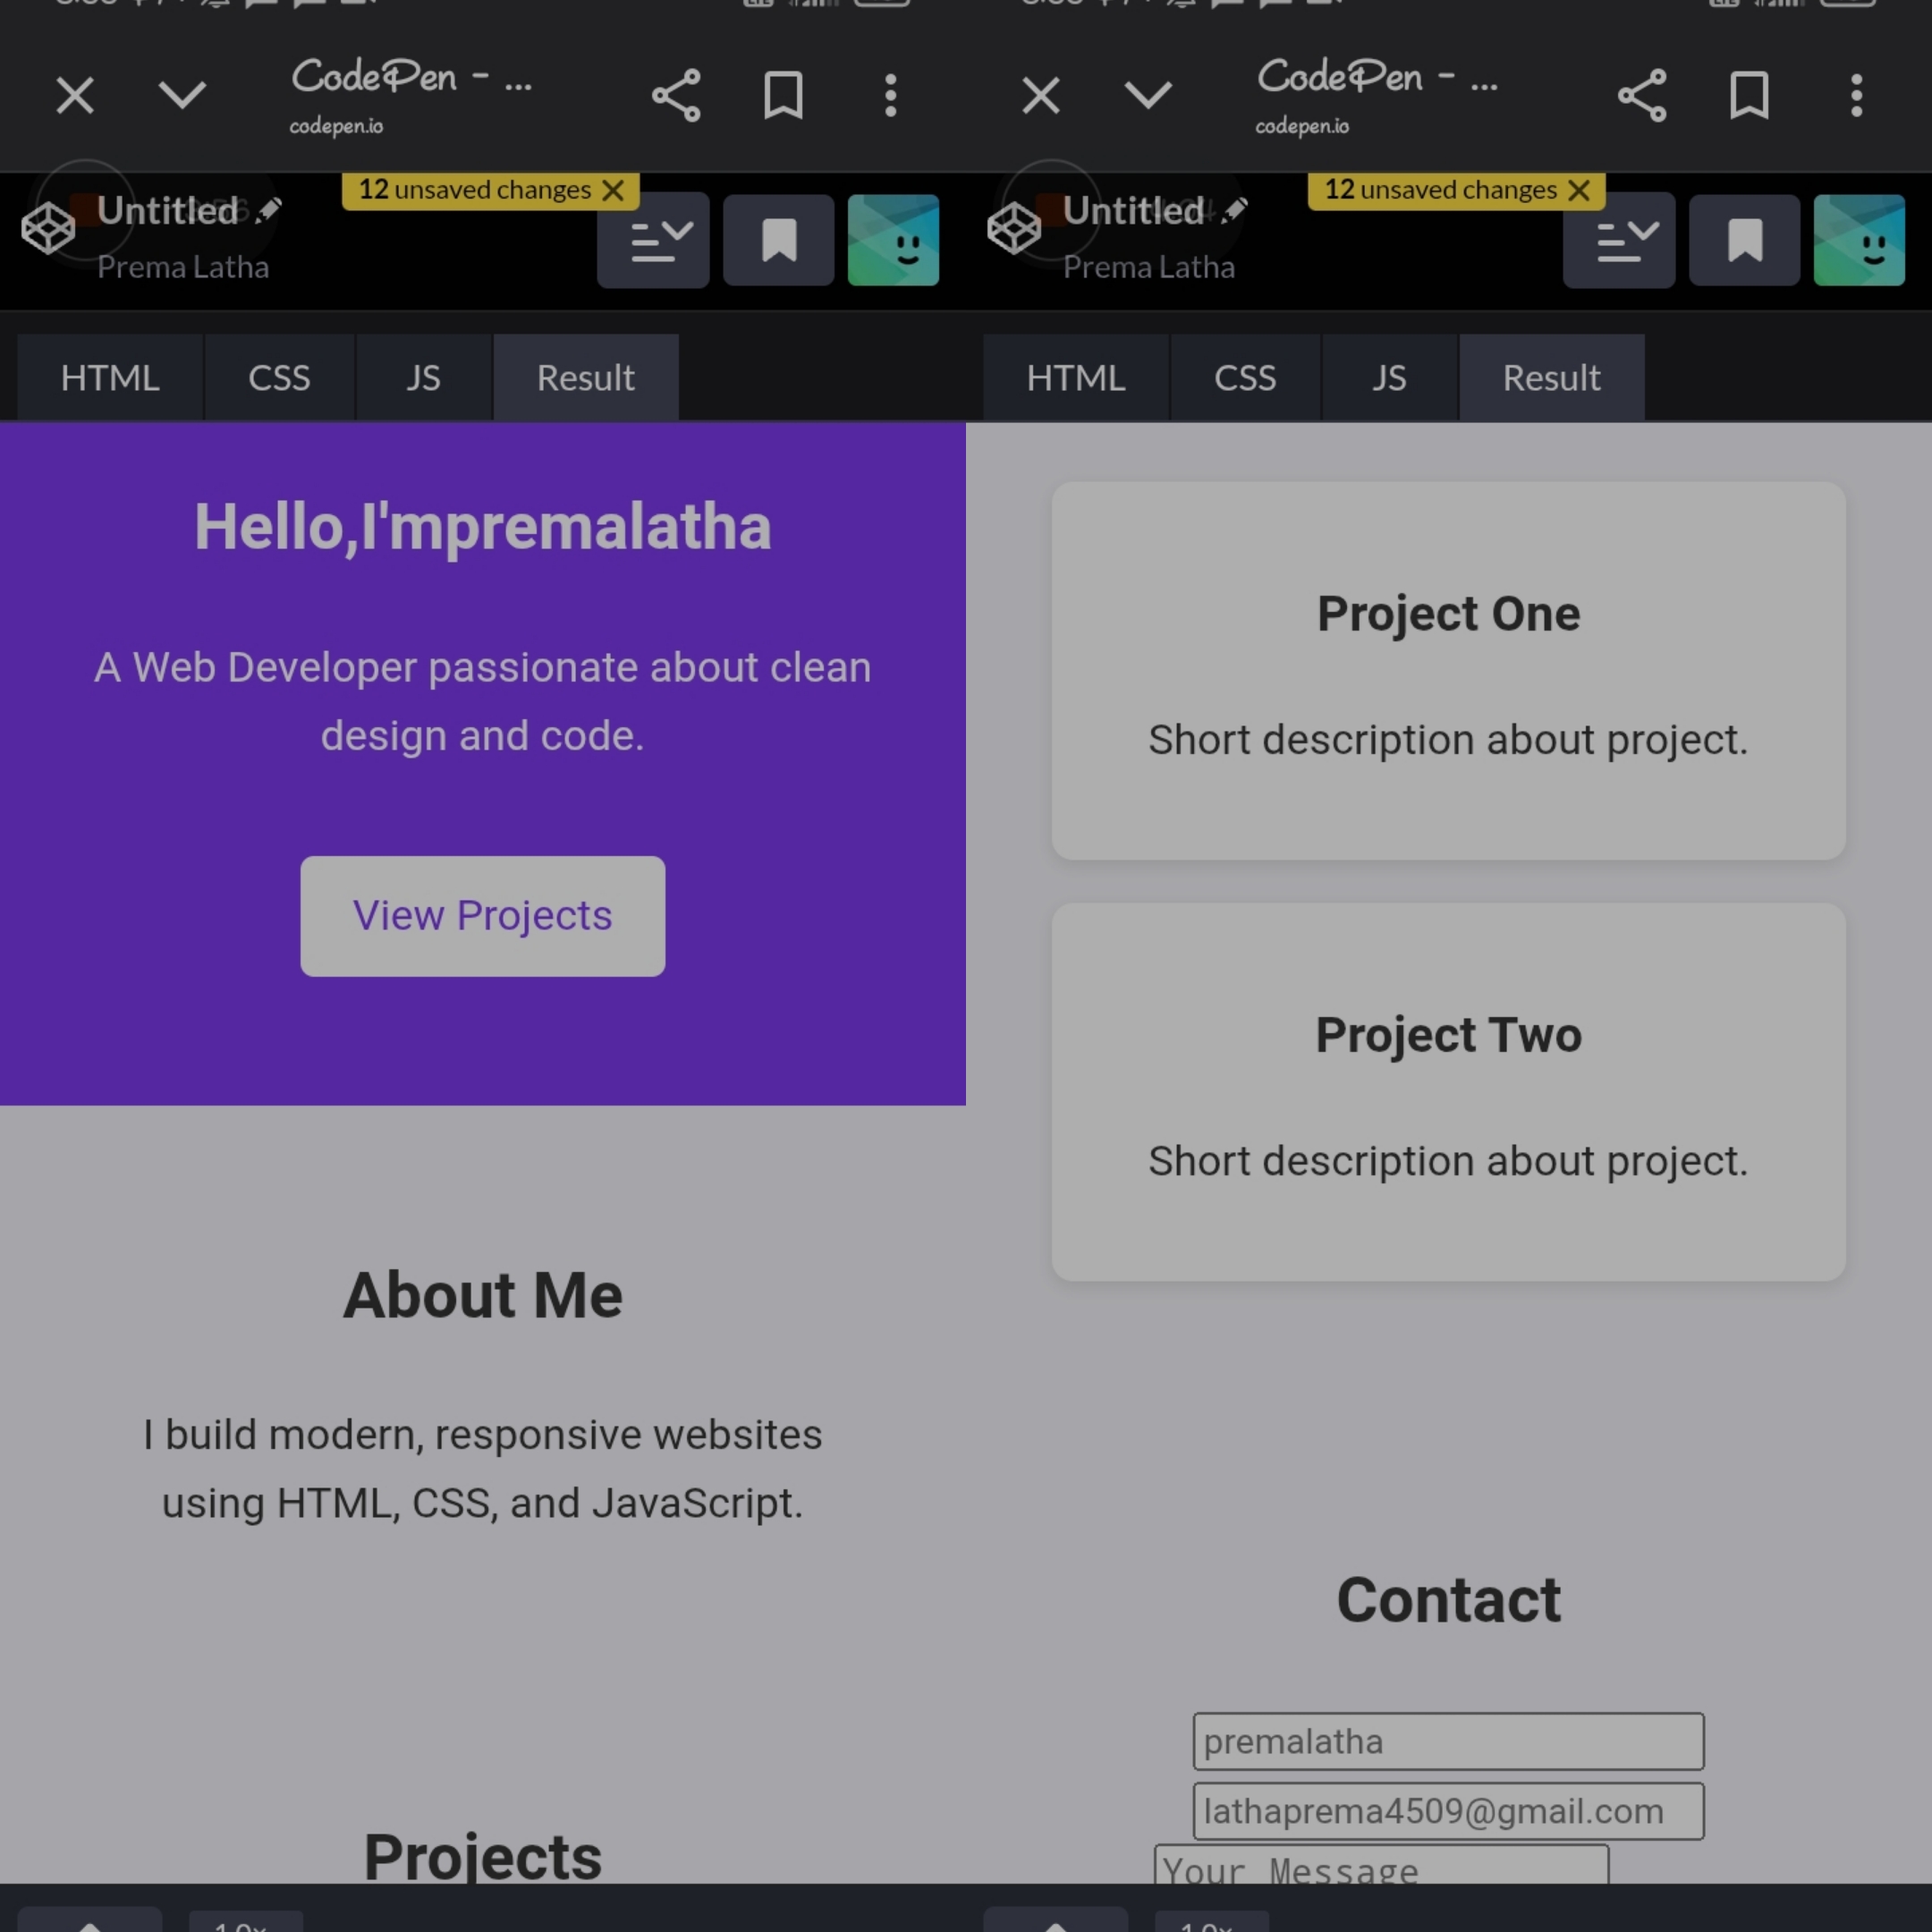 CodePen - ...
codepen.io
12 unsaved changes
Untitled
Prema Latha
HTML
CSS
JS
Result
Hello,I'mpremalatha
A Web Developer passionate about clean
design and code.
View Projects
About Me
I build modern, responsive websites
using HTML, CSS, and JavaScript.
Projects
CodePen - ...
codepen.io
12 unsaved changes
Untitled
Prema Latha
HTML
CSS
JS
Result
Project One
Short description about project.
Project Two
Short description about project.
Contact
premalatha
lathaprema4509@gmail.com
Your Message